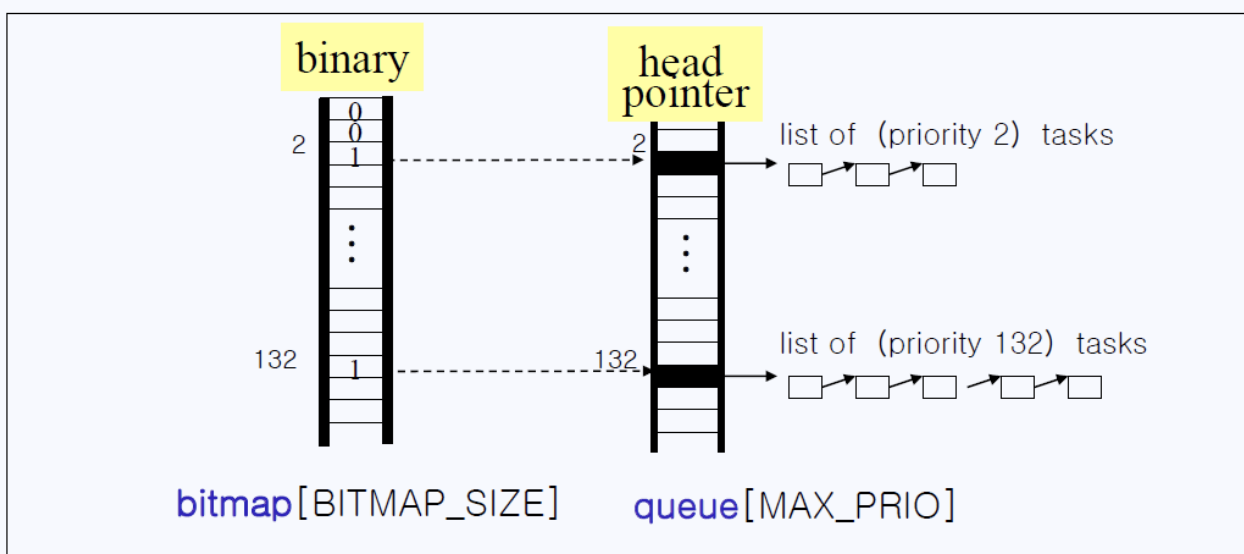 binary
head
pointer
0
0
2
1
2
list of (priority 2) tasks
132
1
132
list of (priority 132) tasks
bitmap[BITMAP_SIZE]
queue[MAX_PRIO]